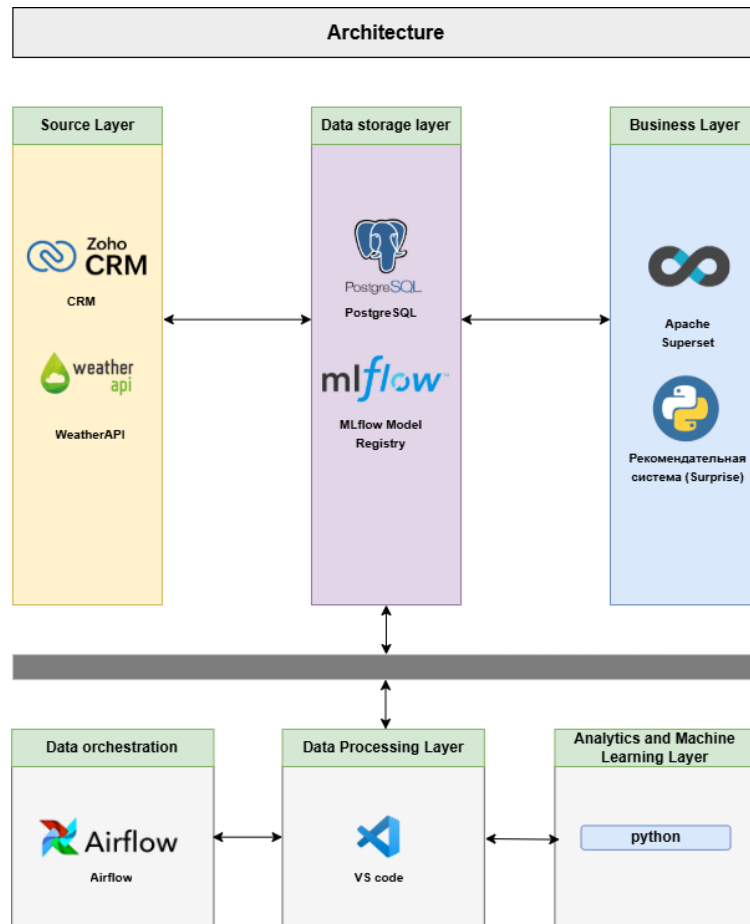 Architecture
Source Layer
Data storage layer
Business Layer
Zoho
CRM
CRM
weather
api
WeatherAPI
PostgreSQL
PostgreSQL
mlflow™
MLflow Model
Registry
Apache
Superset
Рекомендательная
система (Surprise)
Data orchestration
Data Processing Layer
Analytics and Machine
Learning Layer
Airflow
Airflow
VS code
python